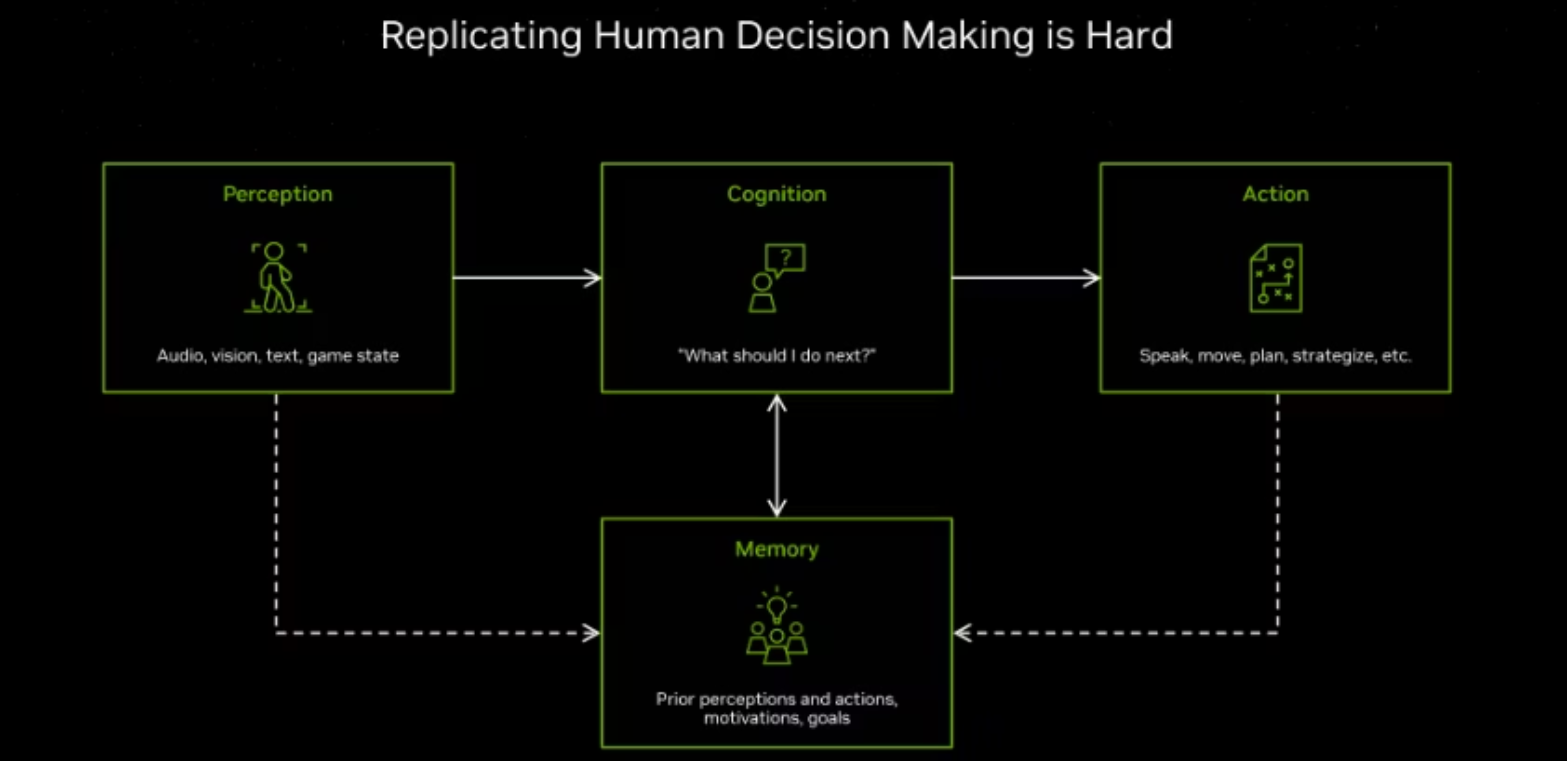 Replicating Human Decision Making is Hard
Perception
Audio, vision, text, game state
Cognition
?
"What should I do next?"
Action
Speak, move, plan, strategize, etc.
Memory
Prior perceptions and actions,
motivations, goals